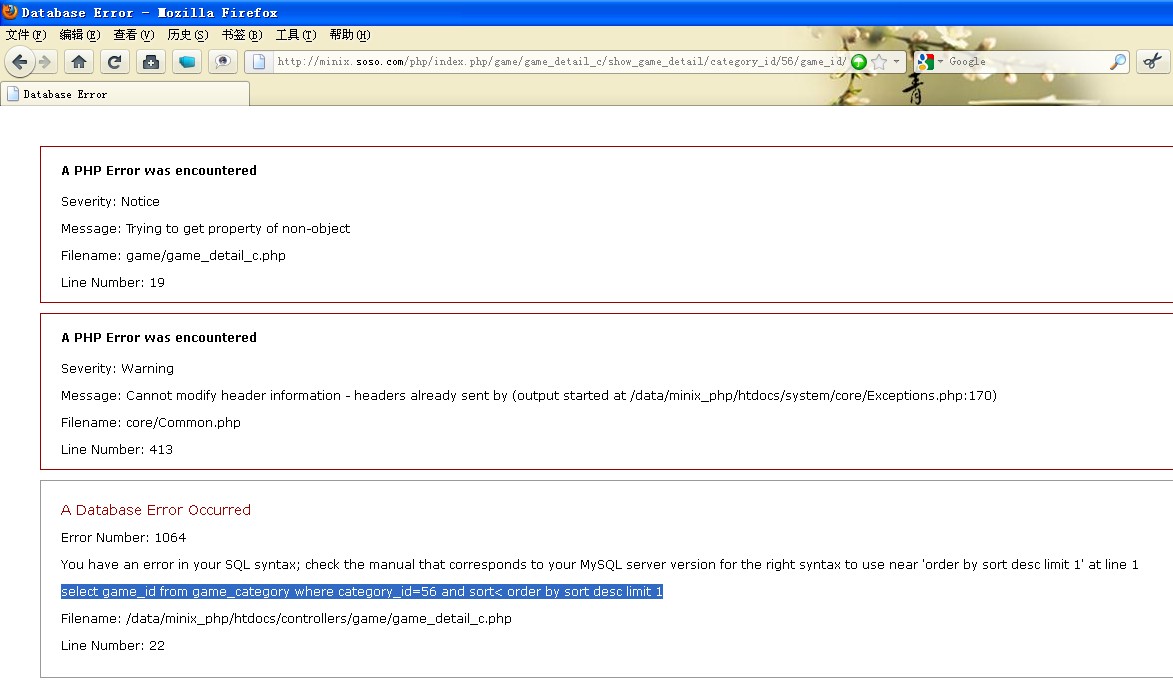 Database Error - Mozilla Firefox
文件(F) 编辑(E) 查看(V) 历史(S) 书签(B) 工具(T) 帮助(H)
http://minix.soso.com/php/index.php/game/game_detail_c/show_game_detail/category_id/56/game_id/ Google
青
Database Error
A PHP Error was encountered
Severity: Notice
Message: Trying to get property of non-object
Filename: game/game_detail_c.php
Line Number: 19
A PHP Error was encountered
Severity: Warning
Message: Cannot modify header information - headers already sent by (output started at /data/minix_php/htdocs/system/core/Exceptions.php:170)
Filename: core/Common.php
Line Number: 413
A Database Error Occurred
Error Number: 1064
You have an error in your SQL syntax; check the manual that corresponds to your MySQL server version for the right syntax to use near 'order by sort desc limit 1' at line 1
select game_id from game_category where category_id=56 and sort< order by sort desc limit 1
Filename: /data/minix_php/htdocs/controllers/game/game_detail_c.php
Line Number: 22